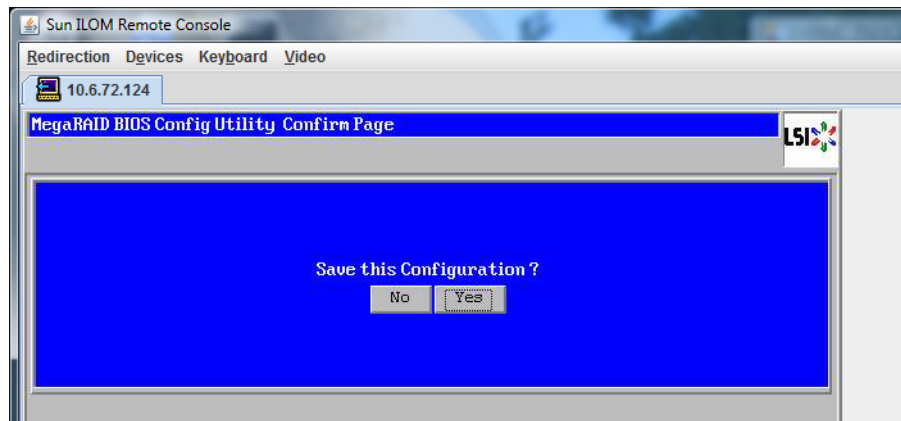 Sun ILOM Remote Console
Redirection Devices Keyboard Video
10.6.72.124
MegaRAID BIOS Config Utility Confirm Page
LSI
Save this Configuration ?
No Yes